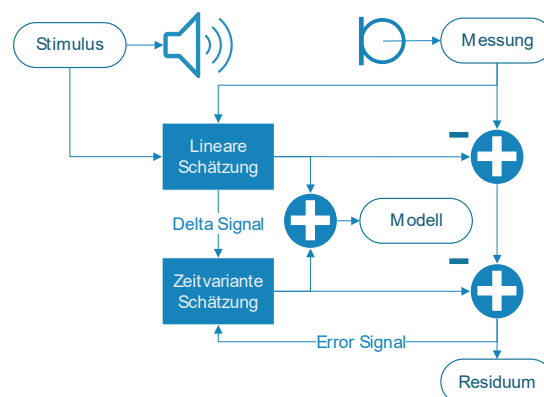 Stimulus
Messung
Lineare
Schätzung
Delta Signal
Modell
Zeitvariante
Schätzung
Error Signal
Residuum